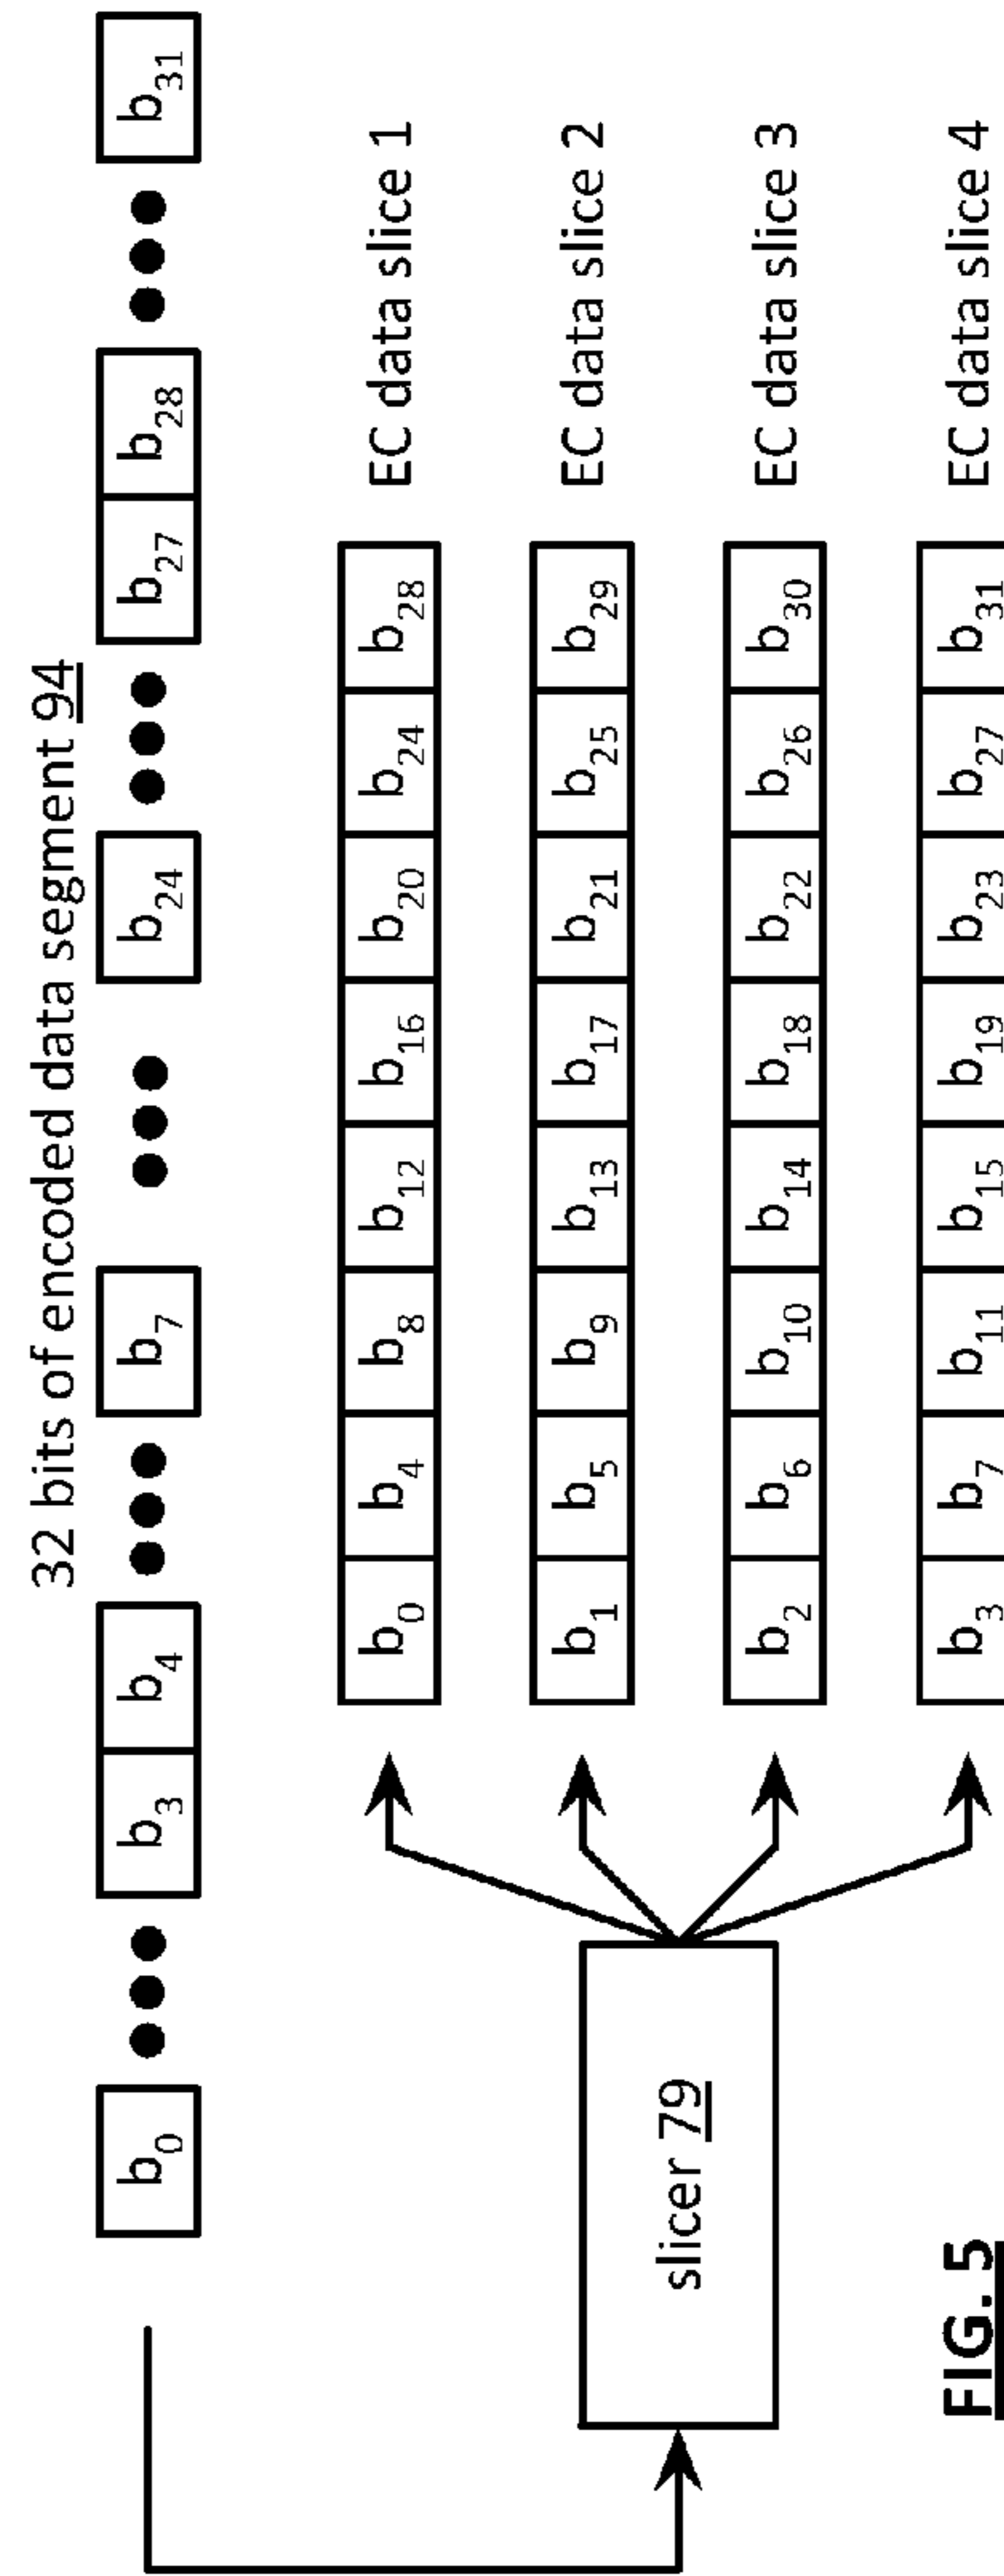 32 bits of encoded data segment 94
b0 ●●● b3 b4 ●●● b7 ●●● b24 ●●● b27 b28 ●●● b31
b0 b4 b8 b12 b16 b20 b24 b28 EC data slice 1
b1 b5 b9 b13 b17 b21 b25 b29 EC data slice 2
slicer 79
b2 b6 b10 b14 b18 b22 b26 b30 EC data slice 3
b3 b7 b11 b15 b19 b23 b27 b31 EC data slice 4
FIG. 5